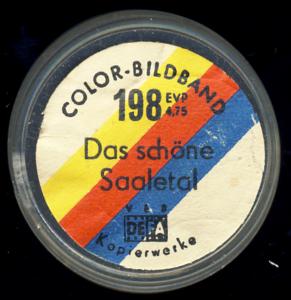 COLOR-BILDBAND
198 EVP 4,75
Das schöne
Saaletal
VEB
DEFA
Kopierwerke